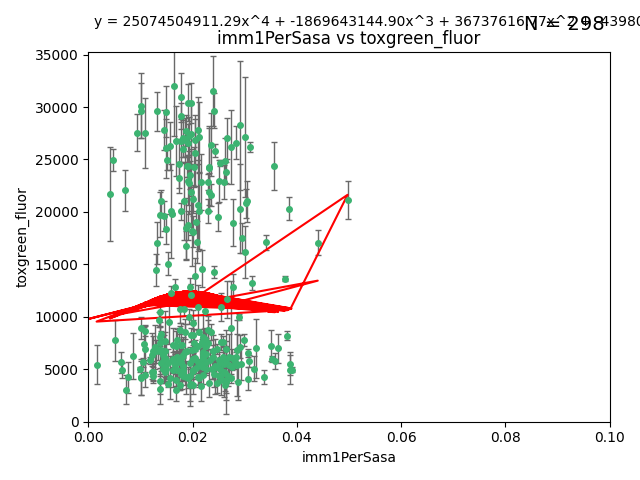 y = 25074504911.29x^4 + -1869643144.90x^3 + 36737616
N = 298
imm1PerSasa vs toxgreen_fluor
35000
30000
25000
20000
15000
10000
5000
0
toxgreen_fluor
0.00 0.02 0.04 0.06 0.08 0.10
imm1PerSasa